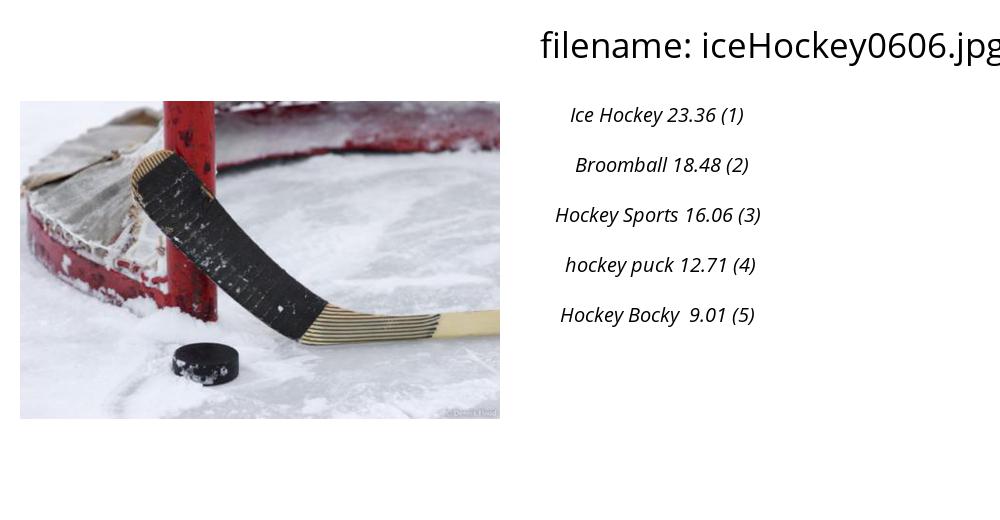 filename: iceHockey0606.jpg
Ice Hockey 23.36 (1)
Broomball 18.48 (2)
Hockey Sports 16.06 (3)
hockey puck 12.71 (4)
Hockey Bocky 9.01 (5)